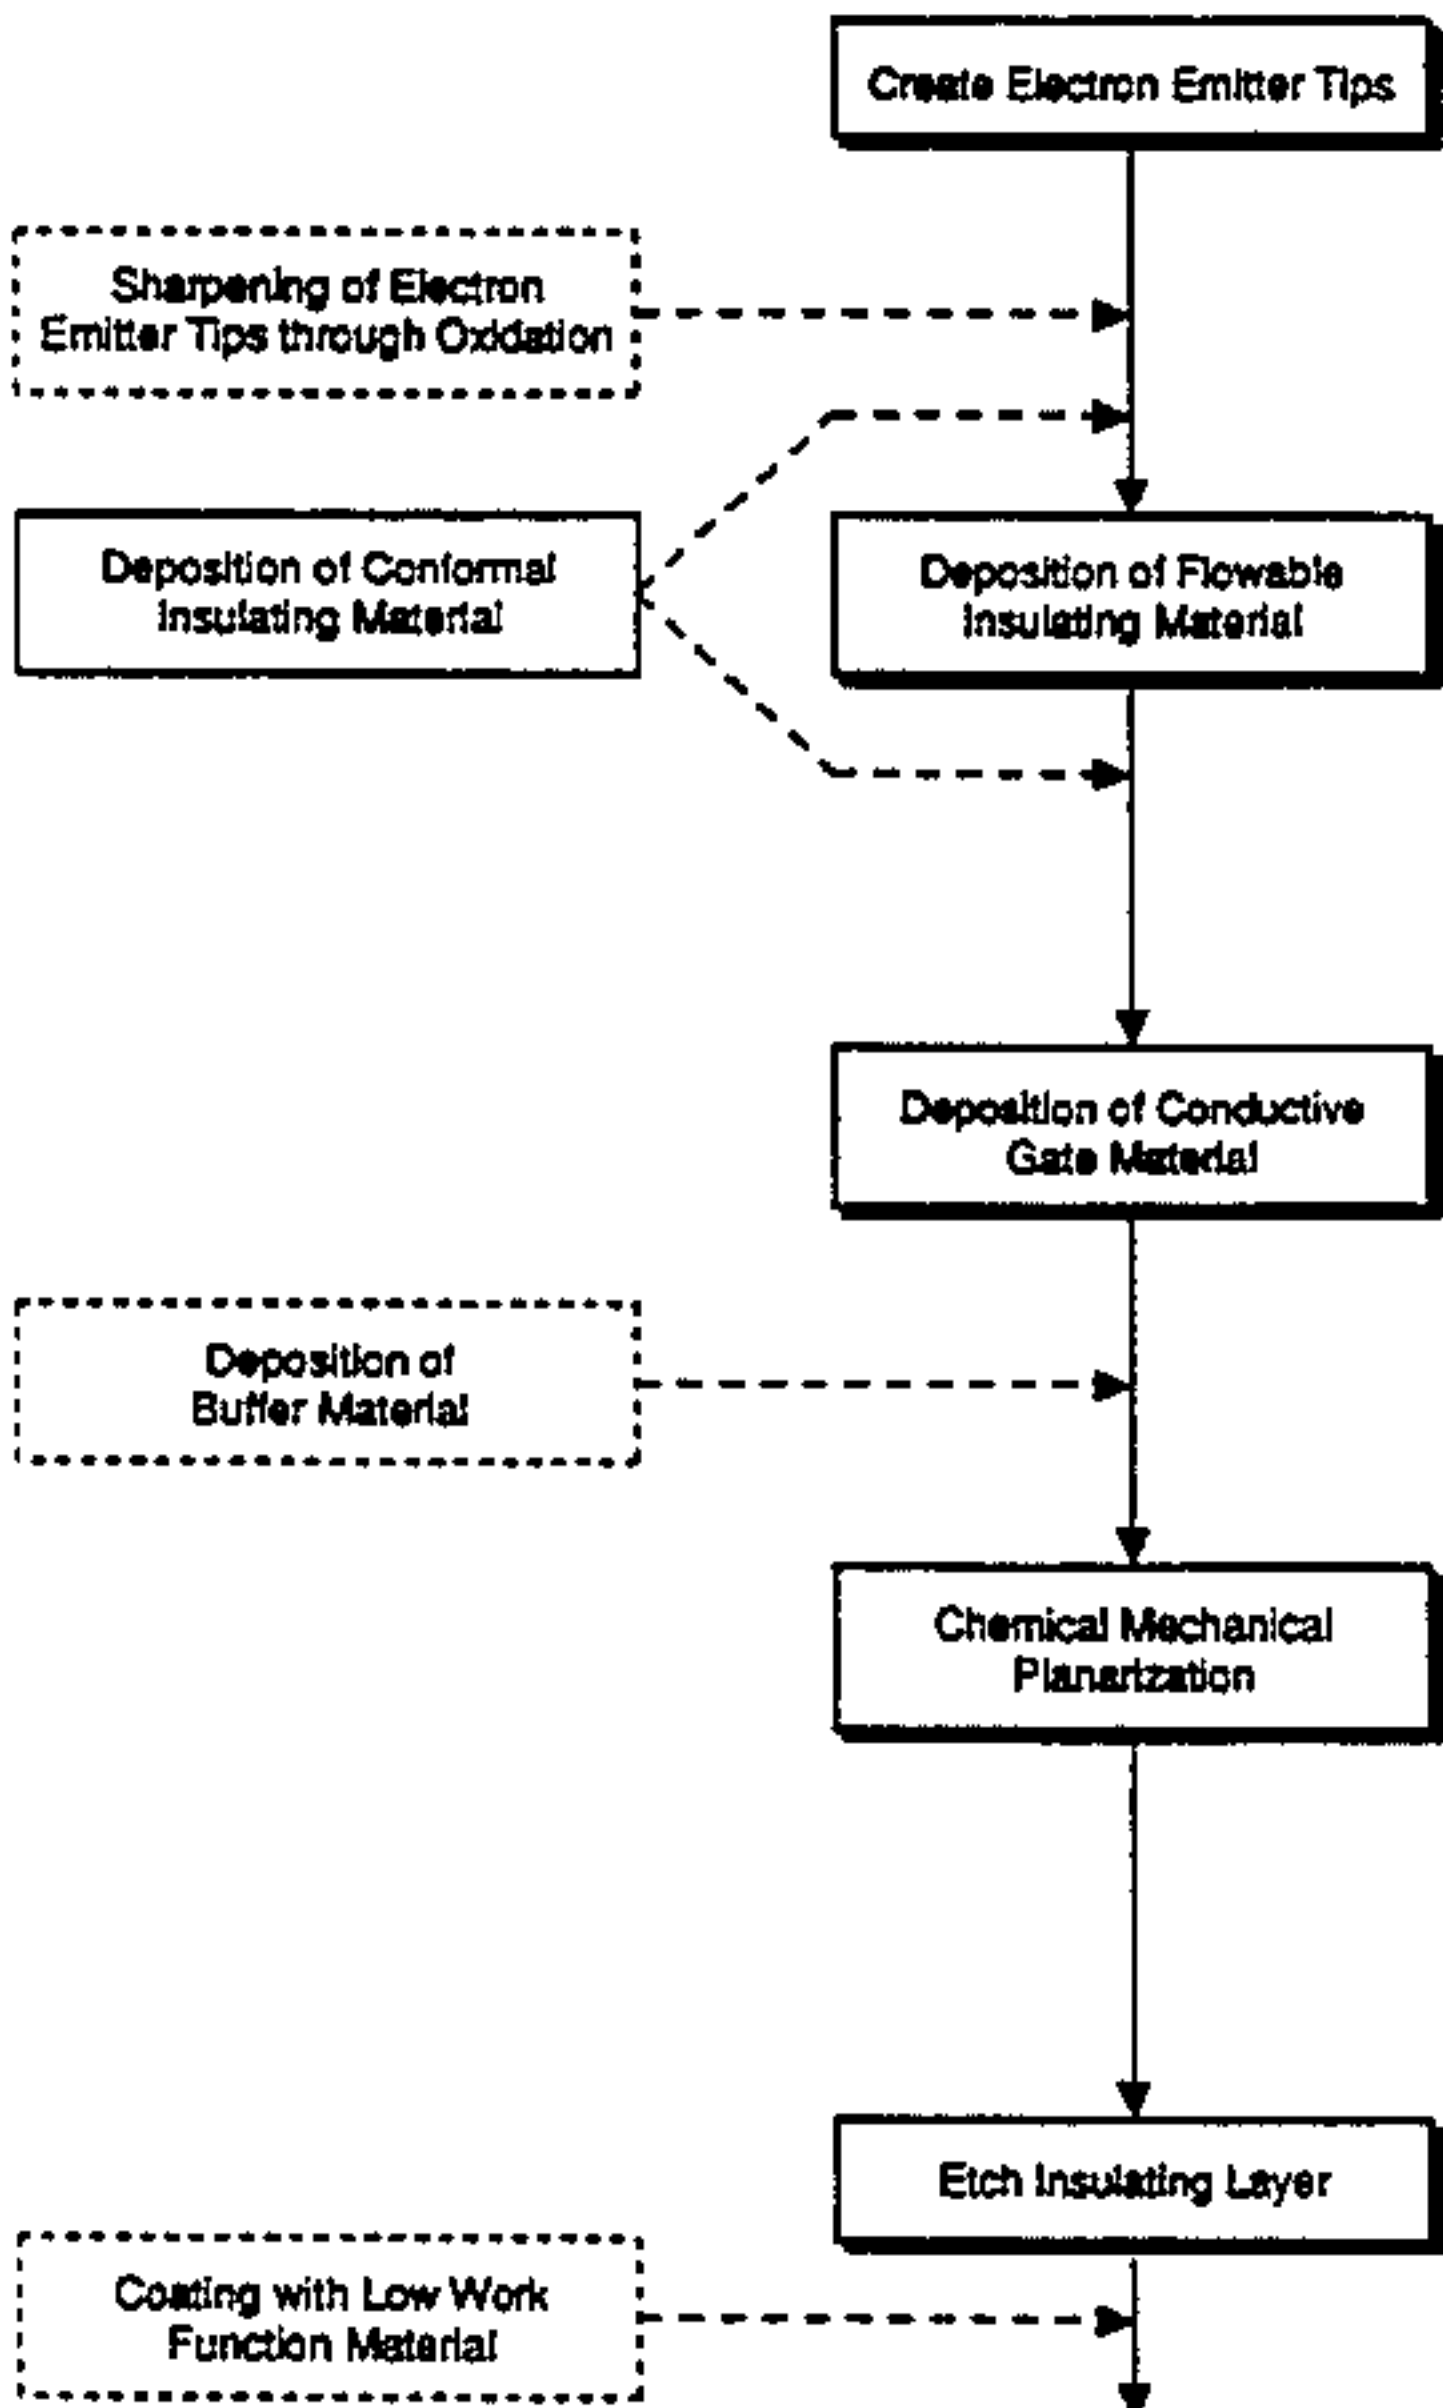 Create Electron Emitter Tips
Sharpening of Electron
Emitter Tips through Oxidation
Deposition of Conformal
Insulating Material
Deposition of Flowable
Insulating Material
Deposition of Conductive
Gate Material
Deposition of
Buffer Material
Chemical Mechanical
Planarization
Etch Insulating Layer
Coating with Low Work
Function Material